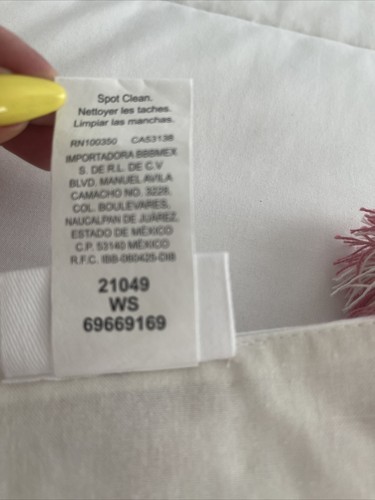 Spot Clean.
Nettoyer les taches.
Limpiar las manchas.
RN100350 CA53138
IMPORTADORA BBBMEX
S. DE R.L. DE C.V
BLVD. MANUEL AVILA
CAMACHO NO. 3228,
COL. BOULEVARES,
NAUCALPAN DE JUÁREZ,
ESTADO DE MÉXICO
C.P. 53140 MÉXICO
R.F.C. IBB-060425-DI8
21049
WS
69669169